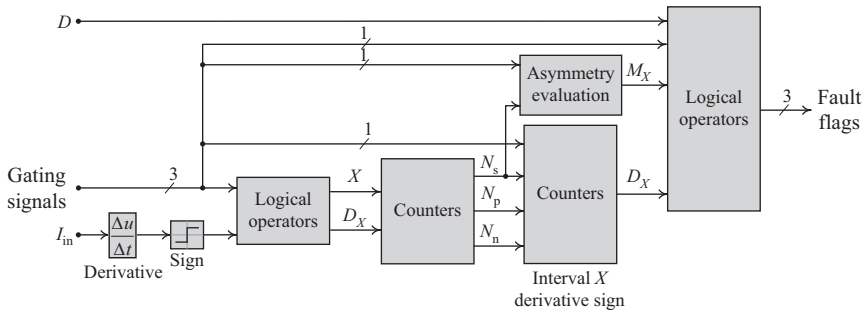 D
1
1
Asymmetry
evaluation
M_X
Logical
operators
3
Fault
flags
1
Gating
signals
3
Logical
operators
X
D_X
Counters
N_s
N_p
N_n
Counters
D_X
I_in
Δu
Δt
Derivative
Sign
Interval X
derivative sign